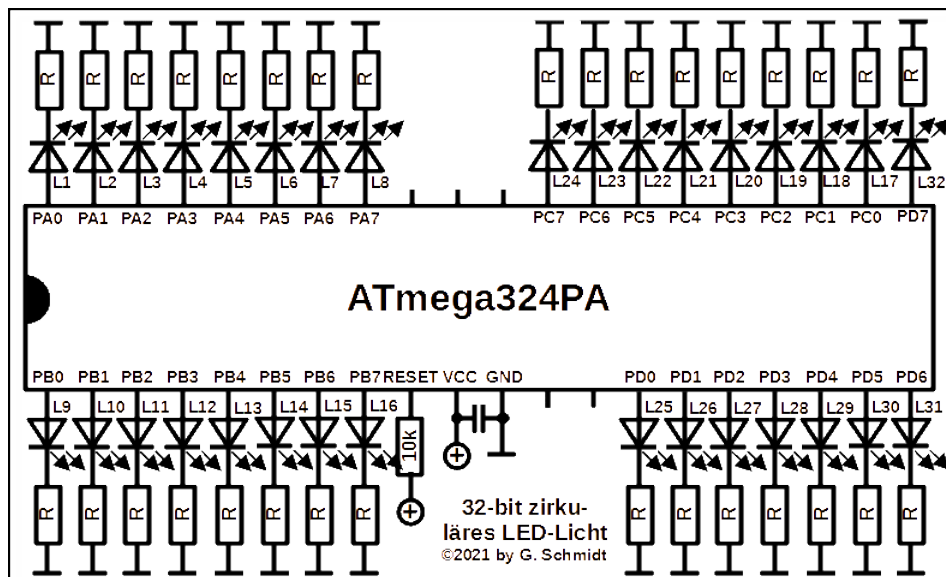 R R R R R R R R R R R R R R R R R
L1 L2 L3 L4 L5 L6 L7 L8 L24 L23 L22 L21 L20 L19 L18 L17 L32
PA0 PA1 PA2 PA3 PA4 PA5 PA6 PA7 PC7 PC6 PC5 PC4 PC3 PC2 PC1 PC0 PD7
ATmega324PA
PB0 PB1 PB2 PB3 PB4 PB5 PB6 PB7 RESET VCC GND PD0 PD1 PD2 PD3 PD4 PD5 PD6
L9 L10 L11 L12 L13 L14 L15 L16 L25 L26 L27 L28 L29 L30 L31
10k
R R R R R R R R R R R R R R R
32-bit zirku-
läres LED-Licht
©2021 by G. Schmidt